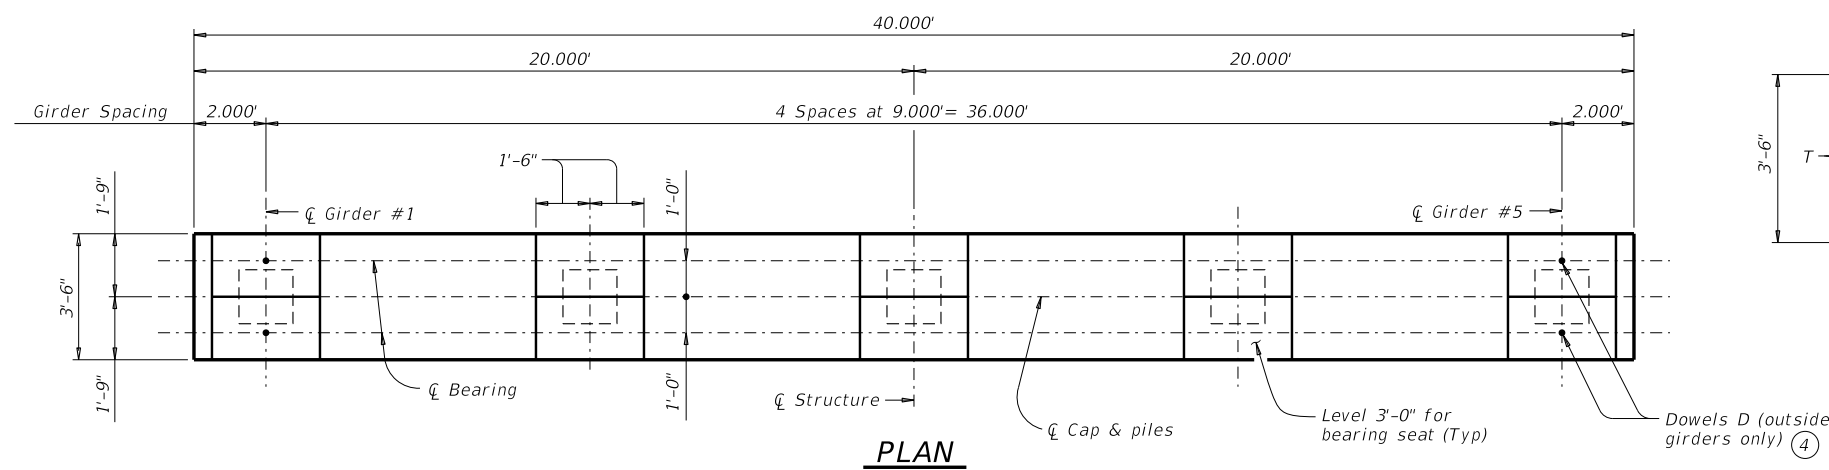 40.000'
20.000'
20.000'
Girder Spacing
2.000'
4 Spaces at 9.000'= 36.000'
2.000'
3'-6"
T
1'-6"
1'-9"
1'-0"
℄ Girder #1
℄ Girder #5
3'-6"
1'-9"
1'-0"
℄ Bearing
℄ Structure
℄ Cap & piles
Level 3'-0" for
bearing seat (Typ)
Dowels D (outside
girders only) 4
PLAN